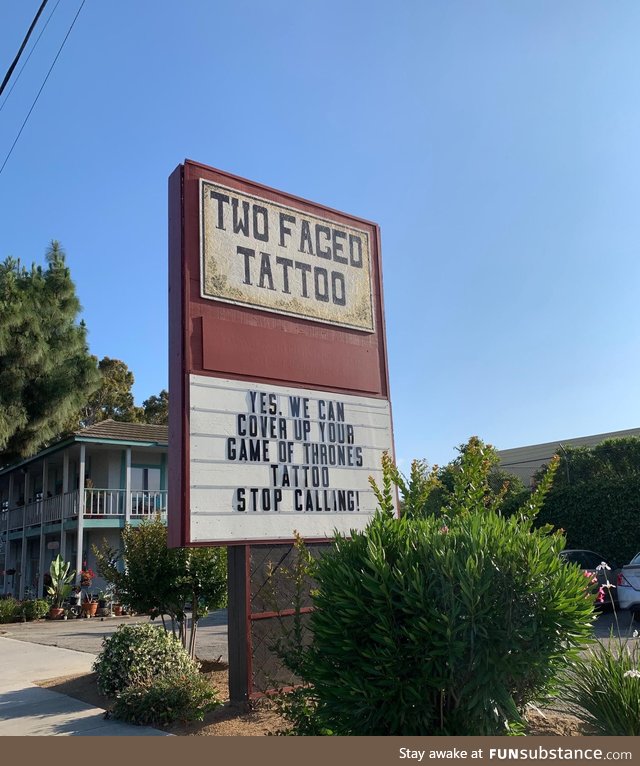 TWO FACED
TATTOO
YES, WE CAN
COVER UP YOUR
GAME OF THRONES
TATTOO
STOP CALLING!
Stay awake at FUNsubstance.com